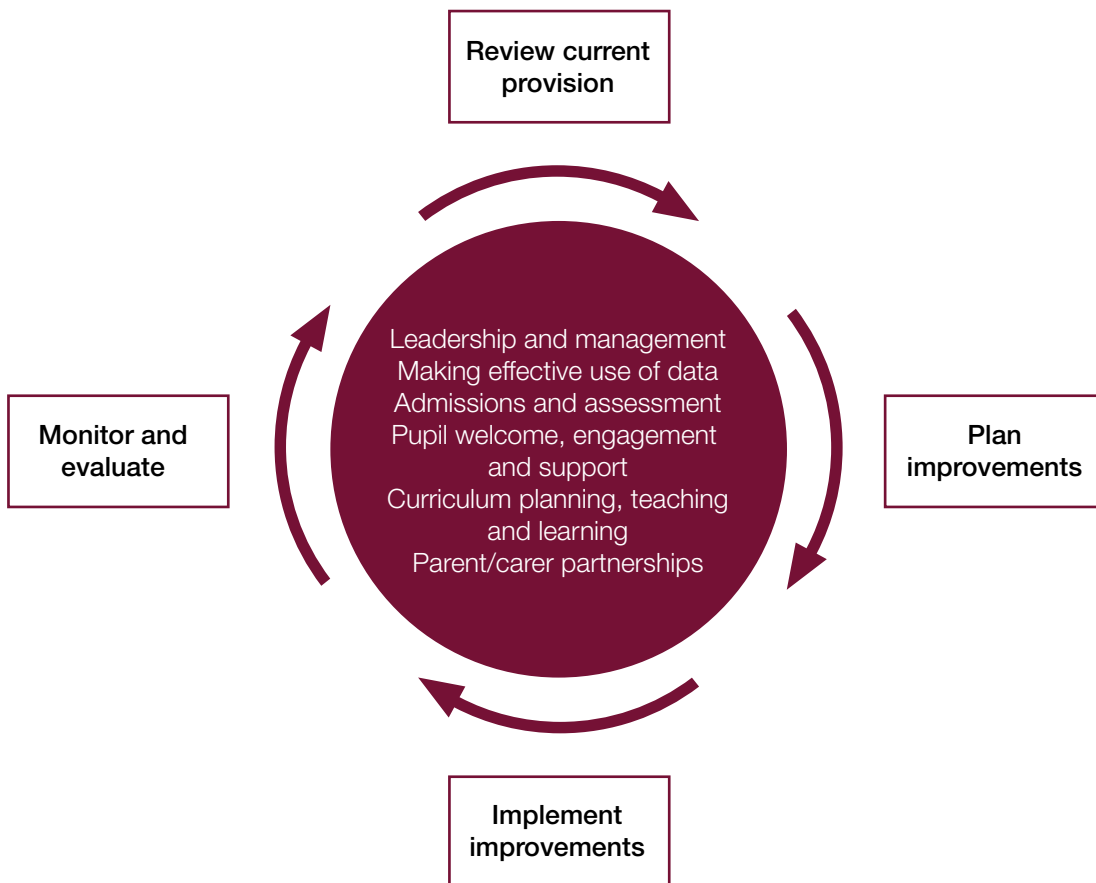 Review current
provision
Leadership and management
Making effective use of data
Admissions and assessment
Pupil welcome, engagement
and support
Curriculum planning, teaching
and learning
Parent/carer partnerships
Monitor and
evaluate
Plan
improvements
Implement
improvements